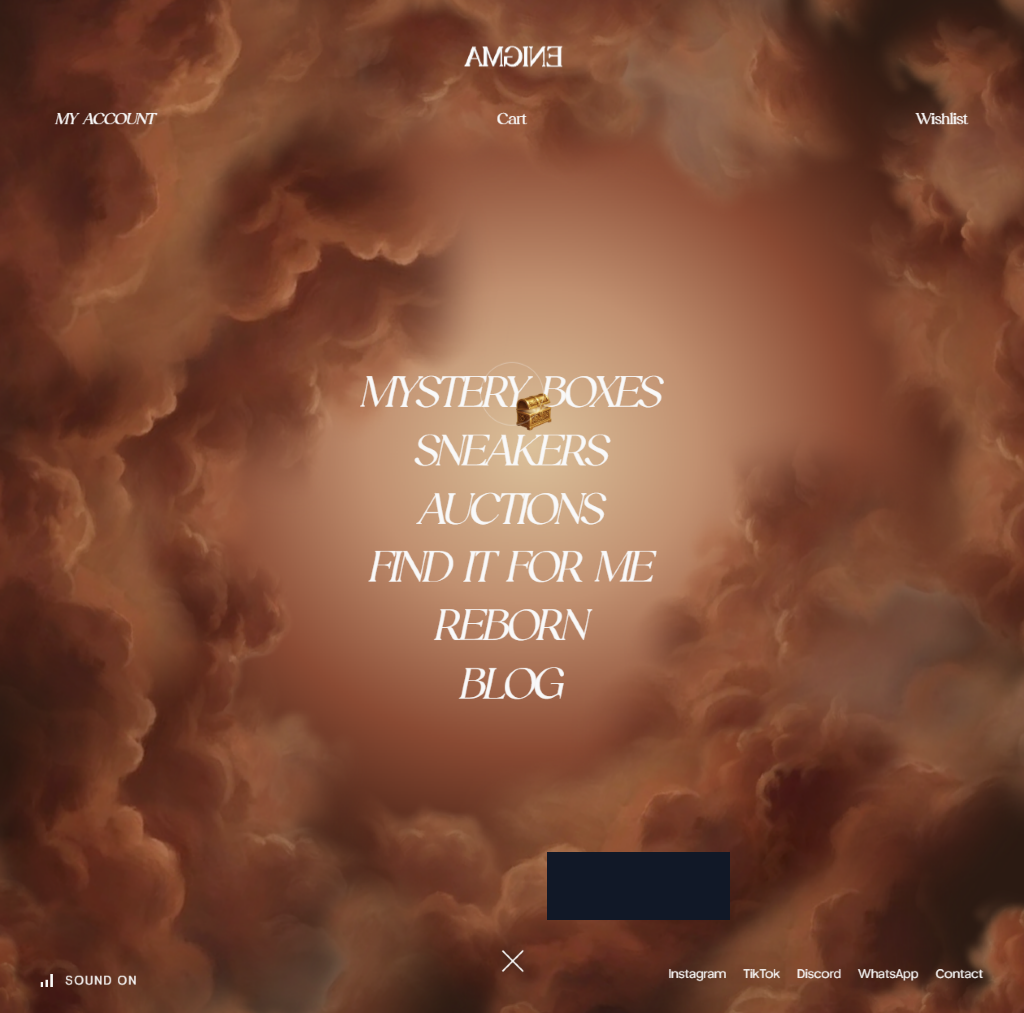 ENIGMA
MY ACCOUNT Cart Wishlist
MYSTERY BOXES
SNEAKERS
AUCTIONS
FIND IT FOR ME
REBORN
BLOG
SOUND ON
Instagram TikTok Discord WhatsApp Contact